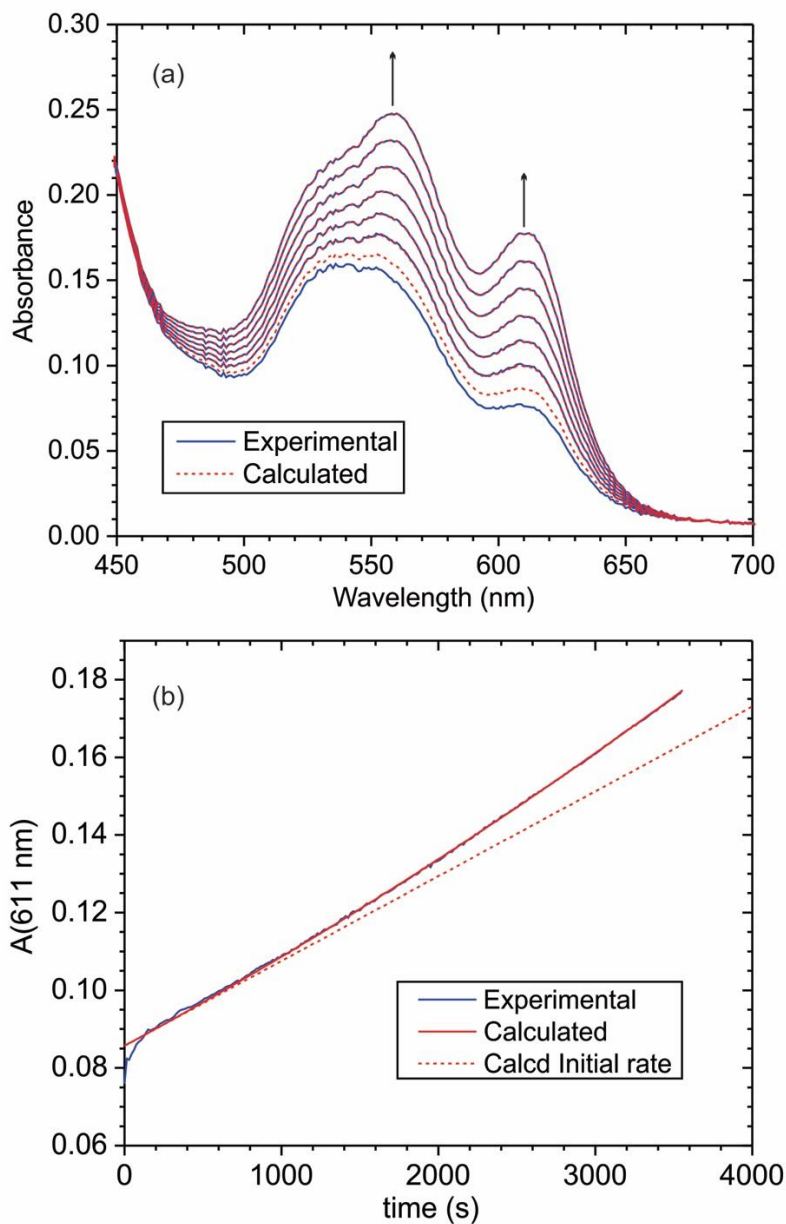 0.30
(a)
0.25
0.20
Absorbance
0.15
0.10
Experimental
0.05
Calculated
0.00
450 500 550 600 650 700
Wavelength (nm)
0.18
(b)
0.16
0.14
A(611 nm)
0.12
0.10
Experimental
Calculated
0.08
Calcd Initial rate
0.06
0 1000 2000 3000 4000
time (s)